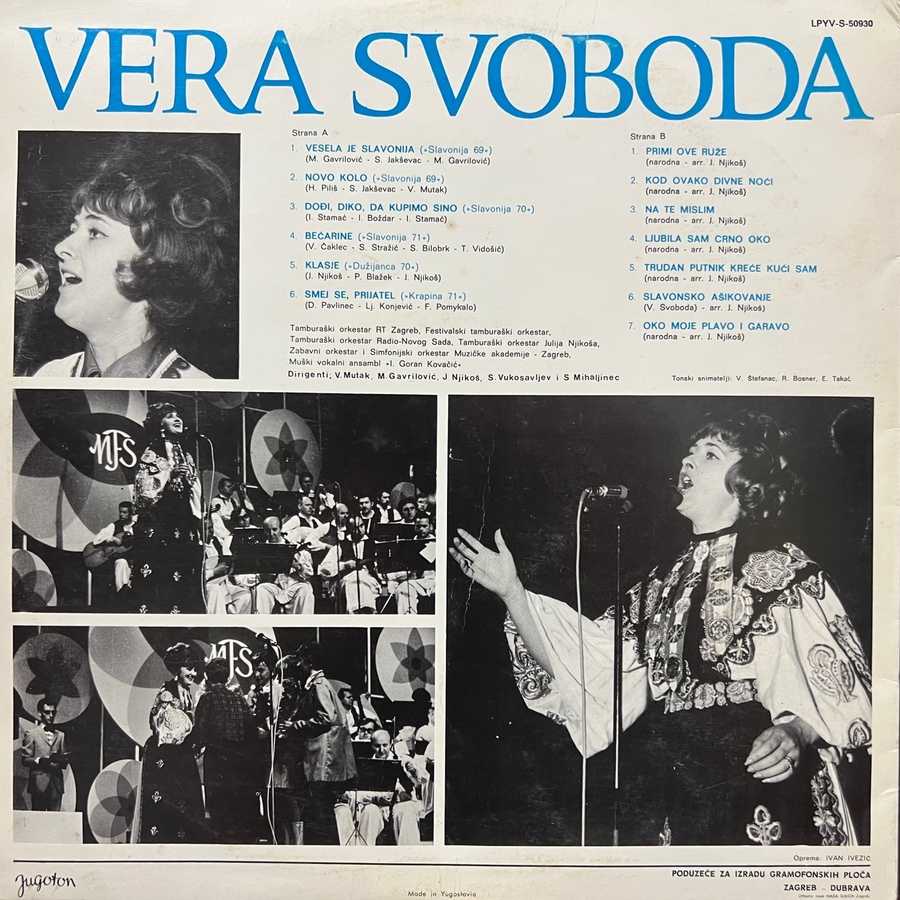 LPYV-S-50930
VERA SVOBODA
Strana A
1. VESELA JE SLAVONIJA (»Slavonija 69«)
(M. Gavrilović - S. Jakševac - M. Gavrilović)
2. NOVO KOLO (»Slavonija 69«)
(H. Piliš - S. Jakševac - V. Mutak)
3. DOĐI, DIKO, DA KUPIMO SINO (»Slavonija 70«)
(I. Stamać - I. Boždar - I. Stamać)
4. BEĆARINE (»Slavonija 71«)
(V. Čaklec - S. Stražić - S. Bilobrk - T. Vidošić)
5. KLASJE (»Dužijanca 70«)
(J. Njikoš - P. Blažek - J. Njikoš)
6. SMEJ SE, PRIJATEL (»Krapina 71«)
(D. Pavlinec - Lj. Konjević - F. Pomykalo)
Tamburaški orkestar RT Zagreb, Festivalski tamburaški orkestar,
Tamburaški orkestar Radio-Novog Sada, Tamburaški orkestar Julija Njikoša,
Zabavni orkestar i Simfonijski orkestar Muzičke akademije - Zagreb,
Muški vokalni ansambl »I. Goran Kovačić«
Dirigenti; V. Mutak, M. Gavrilović, J. Njikoš, S. Vukosavljev i S Mihaljinec
Strana B
1. PRIMI OVE RUŽE
(narodna - arr. J. Njikoš)
2. KOD OVAKO DIVNE NOĆI
(narodna - arr. J. Njikoš)
3. NA TE MISLIM
(narodna - arr. J. Njikoš)
4. LJUBILA SAM CRNO OKO
(narodna - arr. J. Njikoš)
5. TRUDAN PUTNIK KREĆE KUĆI SAM
(narodna - arr. J. Njikoš)
6. SLAVONSKO AŠIKOVANJE
(V. Svoboda) - arr. J. Njikoš)
7. OKO MOJE PLAVO I GARAVO
(narodna - arr. J. Njikoš)
Tonski snimatelji: V. Štefanac, R. Bosner, E. Takač
MFS
MFS
Oprema: IVAN IVEZIĆ
Jugoton
Made in Yugoslavia
PODUZEĆE ZA IZRADU GRAMOFONSKIH PLOČA
ZAGREB - DUBRAVA